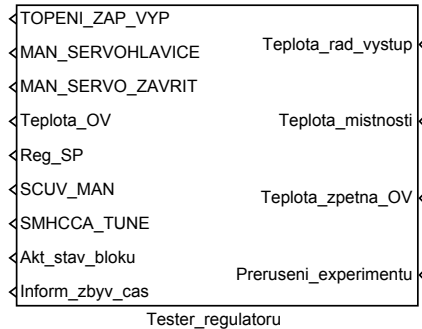 TOPENI_ZAP_VYP
MAN_SERVOHLAVICE
MAN_SERVO_ZAVRIT
Teplota_OV
Reg_SP
SCUV_MAN
SMHCCA_TUNE
Akt_stav_bloku
Inform_zbyv_cas
Teplota_rad_vystup
Teplota_mistnosti
Teplota_zpetna_OV
Preruseni_experimentu
Tester_regulatoru